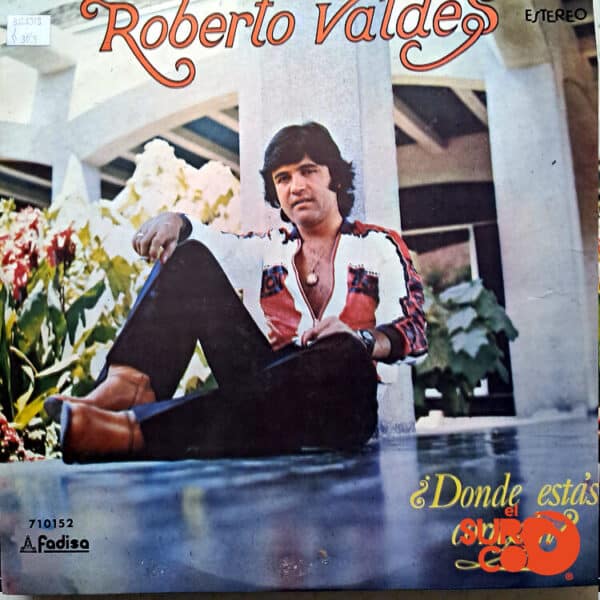 Roberto Valdes
ESTEREO
¿Donde estás
el
SURCO
710152
Fadisa